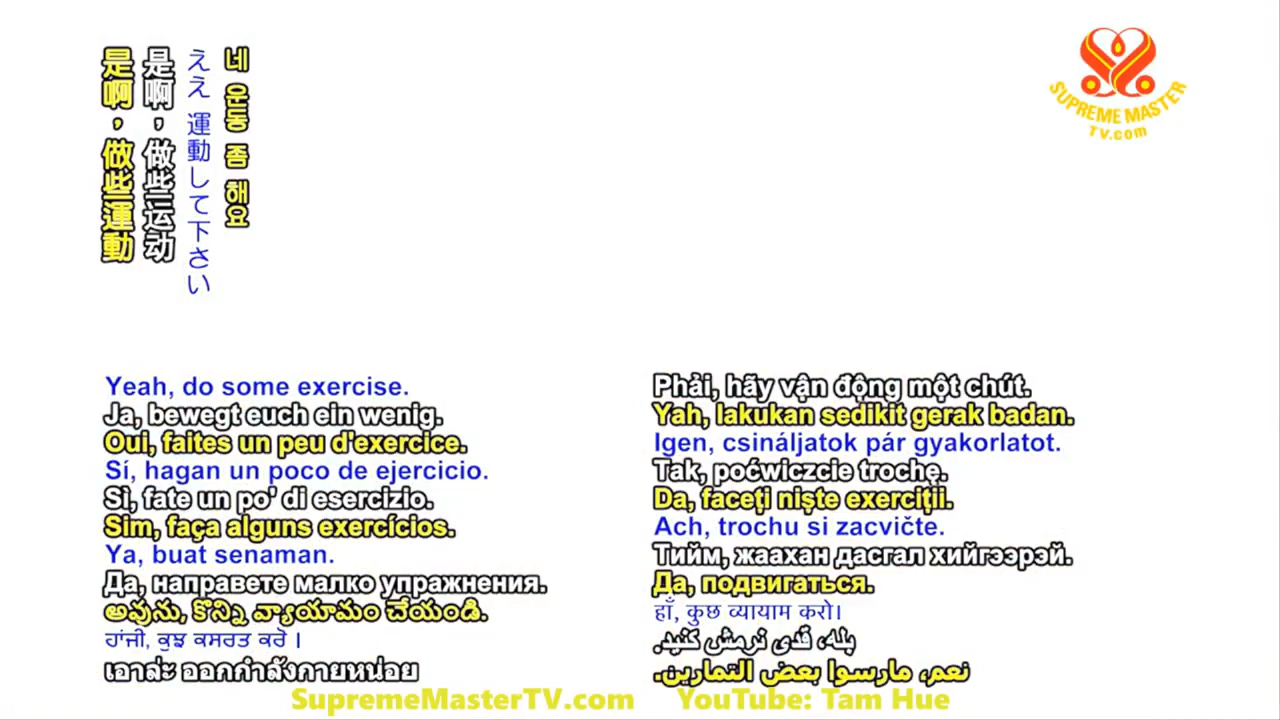 是啊，做些運動
是啊，做些运动
ええ 運動して下さい
네 운동 좀 해요
SUPREME MASTER
TV.com
Yeah, do some exercise.
Ja, bewegt euch ein wenig.
Oui, faites un peu d'exercice.
Sí, hagan un poco de ejercicio.
Sì, fate un po' di esercizio.
Sim, faça alguns exercícios.
Ya, buat senaman.
Да, направете малко упражнения.
అవును, కొన్ని వ్యాయామం చేయండి.
ਹਾਂਜੀ, ਕੁਝ ਕਸਰਤ ਕਰੋ ।
เอาล่ะ ออกกำลังกายหน่อย
Phải, hãy vận động một chút.
Yah, lakukan sedikit gerak badan.
Igen, csináljatok pár gyakorlatot.
Tak, poćwiczcie trochę.
Da, faceți niște exerciții.
Ach, trochu si zacvičte.
Тийм, жаахан дасгал хийгээрэй.
Да, подвигаться.
हाँ, कुछ व्यायाम करो।
بله، قدی نرمش کنید.
نعم، مارسوا بعض التمارين.
SupremeMasterTV.com YouTube: Tam Hue